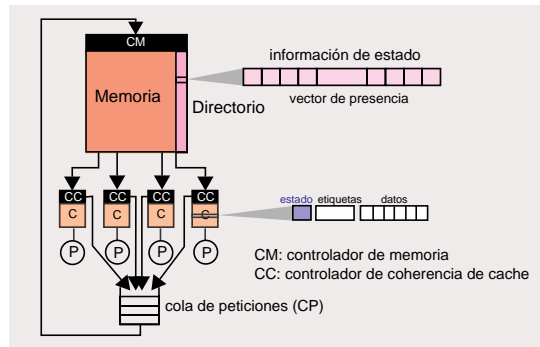 CM
información de estado
Memoria
Directorio
vector de presencia
CC CC CC CC
C C C C
estado etiquetas datos
P P P P
CM: controlador de memoria
CC: controlador de coherencia de cache
cola de peticiones (CP)